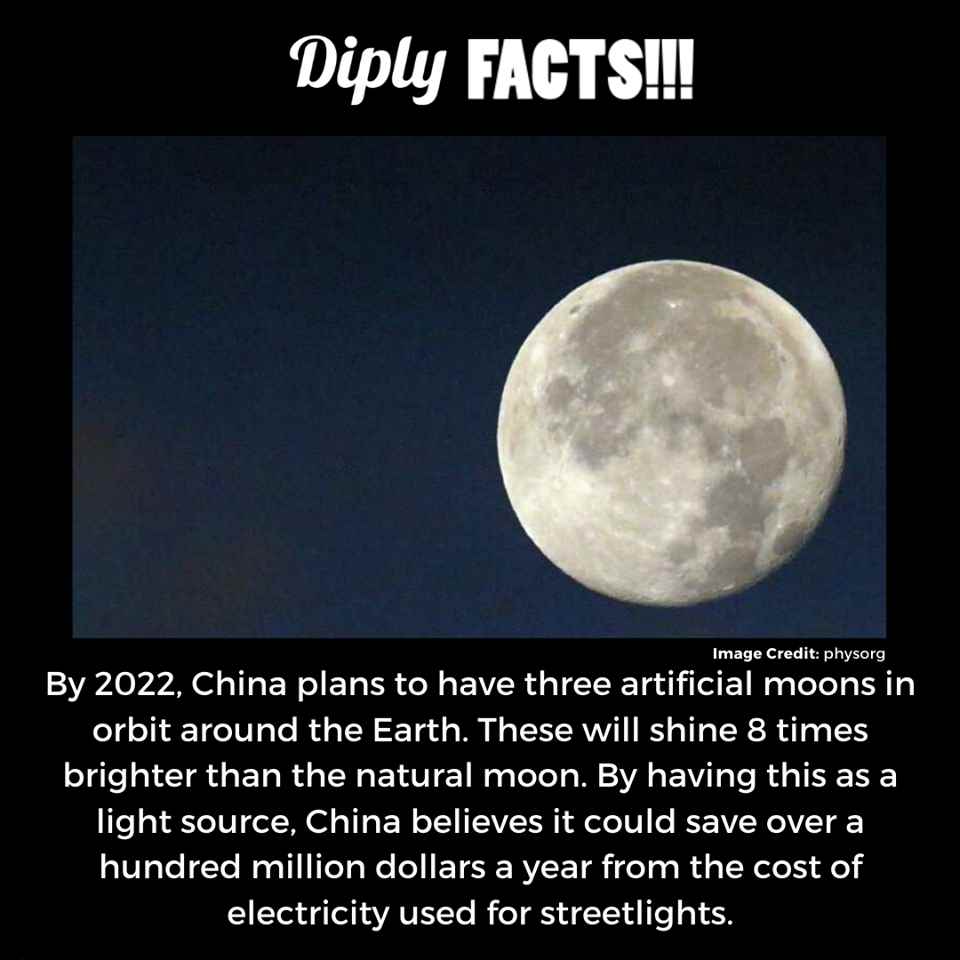 Diply FACTS!!!
Image Credit: physorg
By 2022, China plans to have three artificial moons in
orbit around the Earth. These will shine 8 times
brighter than the natural moon. By having this as a
light source, China believes it could save over a
hundred million dollars a year from the cost of
electricity used for streetlights.